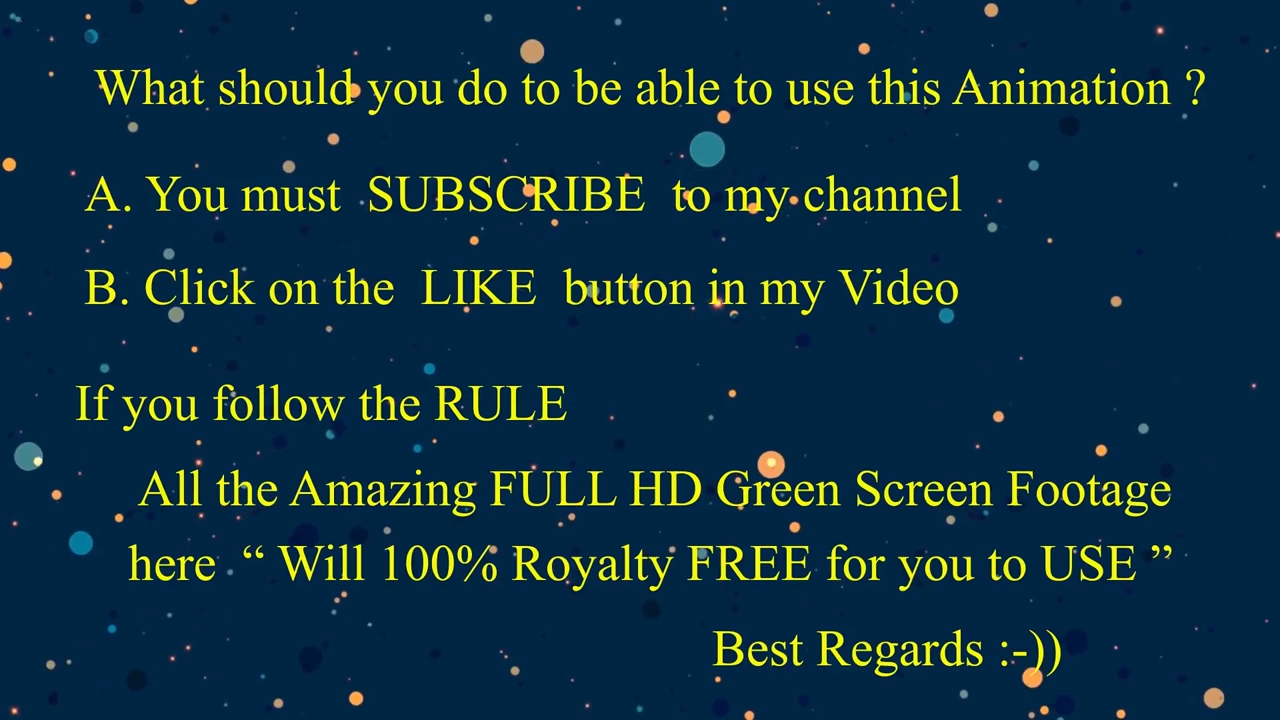 What should you do to be able to use this Animation ?
A. You must SUBSCRIBE to my channel
B. Click on the LIKE button in my Video
If you follow the RULE
All the Amazing FULL HD Green Screen Footage
here “ Will 100% Royalty FREE for you to USE ”
Best Regards :-))